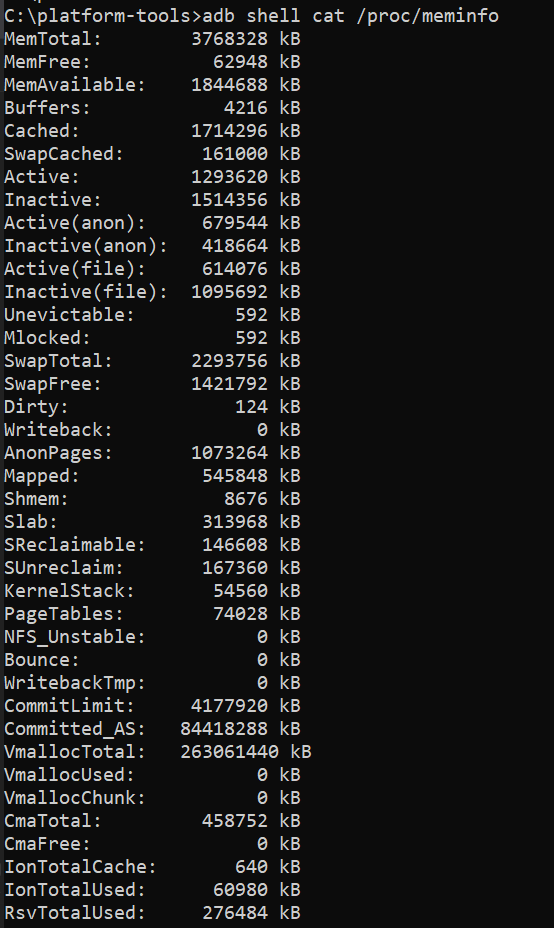 C:\platform-tools>adb shell cat /proc/meminfo
MemTotal:        3768328 kB
MemFree:           62948 kB
MemAvailable:    1844688 kB
Buffers:            4216 kB
Cached:          1714296 kB
SwapCached:       161000 kB
Active:          1293620 kB
Inactive:        1514356 kB
Active(anon):     679544 kB
Inactive(anon):   418664 kB
Active(file):     614076 kB
Inactive(file):  1095692 kB
Unevictable:         592 kB
Mlocked:             592 kB
SwapTotal:       2293756 kB
SwapFree:        1421792 kB
Dirty:               124 kB
Writeback:             0 kB
AnonPages:       1073264 kB
Mapped:           545848 kB
Shmem:              8676 kB
Slab:             313968 kB
SReclaimable:     146608 kB
SUnreclaim:       167360 kB
KernelStack:       54560 kB
PageTables:        74028 kB
NFS_Unstable:          0 kB
Bounce:                0 kB
WritebackTmp:          0 kB
CommitLimit:     4177920 kB
Committed_AS:   84418288 kB
VmallocTotal:   263061440 kB
VmallocUsed:           0 kB
VmallocChunk:          0 kB
CmaTotal:         458752 kB
CmaFree:               0 kB
IonTotalCache:       640 kB
IonTotalUsed:      60980 kB
RsvTotalUsed:     276484 kB